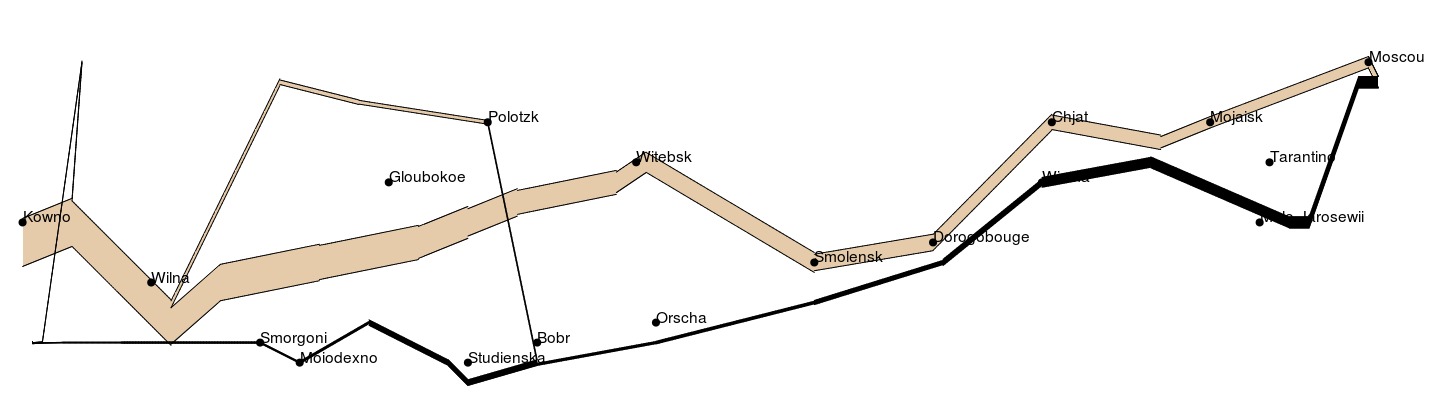 Moscou
Polotzk
Chjat
Mojaisk
Witebsk
Tarantino
Gloubokoe
Wixma
Kowno
Malo-Jarosewii
Dorogobouge
Smolensk
Wilna
Orscha
Smorgoni
Bobr
Moiodexno
Studienska